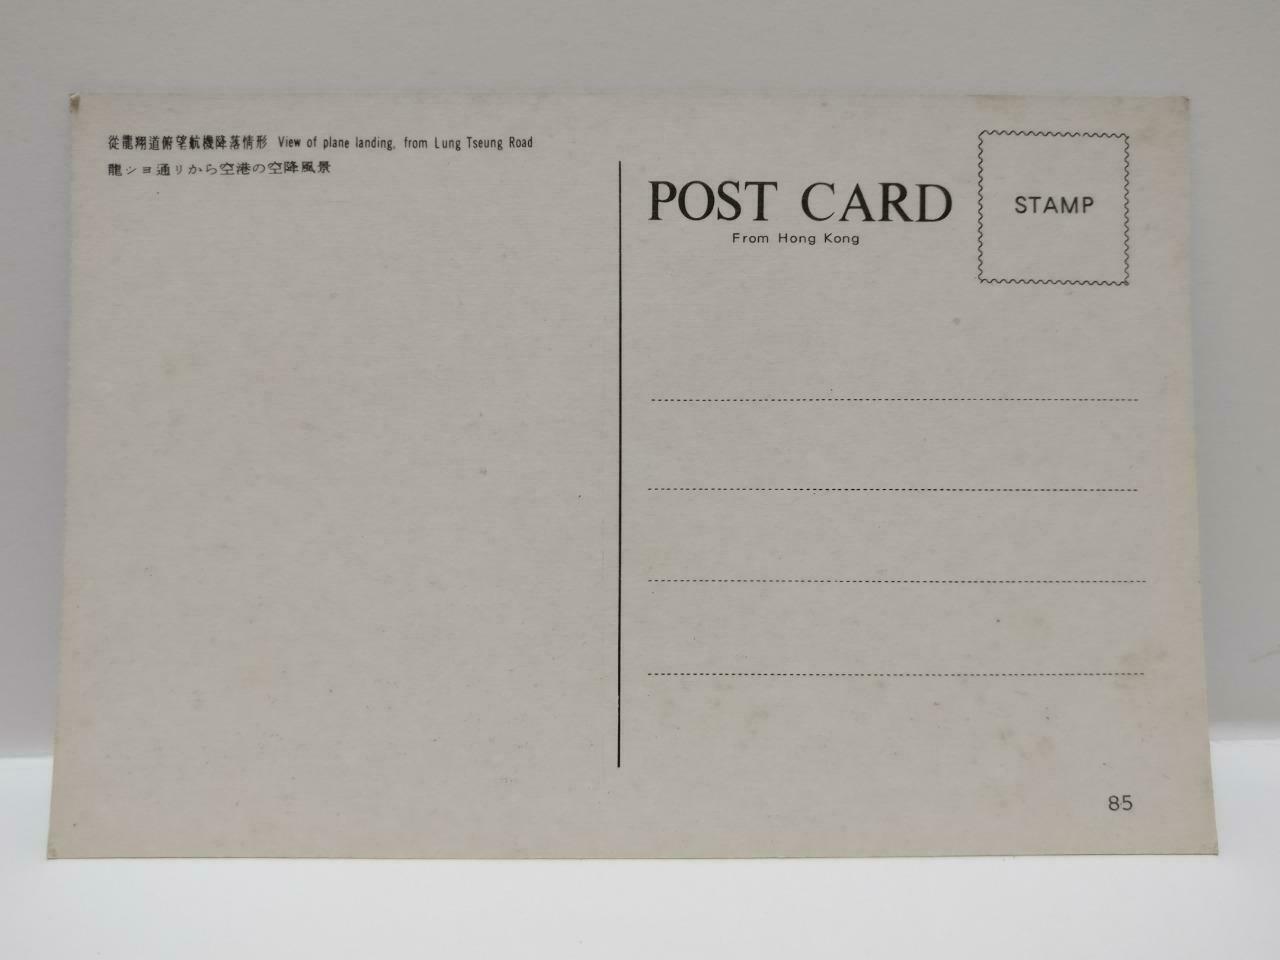 從龍翔道俯望航機降落情形 View of plane landing, from Lung Tseung Road
龍ショ通りから空港の空降風景
POST CARD
From Hong Kong
STAMP
85